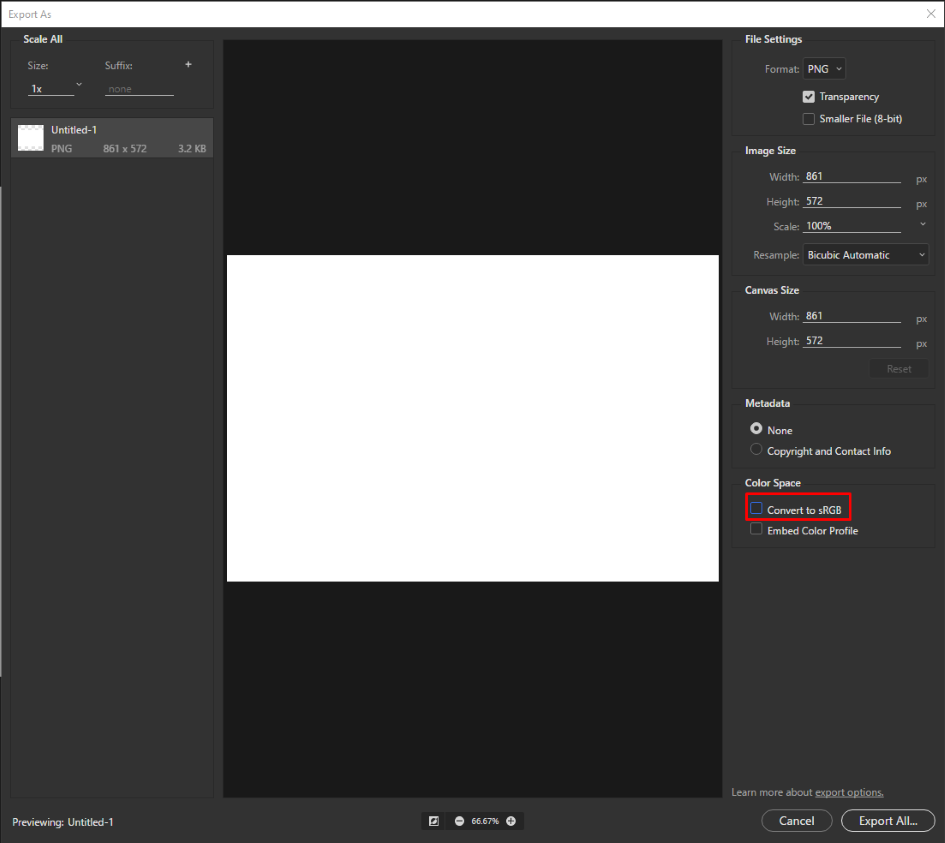 Export As
Scale All
Size:
Suffix:
+
1x
none
Untitled-1
PNG 861 x 572 3.2 KB
File Settings
Format: PNG
Transparency
Smaller File (8-bit)
Image Size
Width: 861 px
Height: 572 px
Scale: 100%
Resample: Bicubic Automatic
Canvas Size
Width: 861 px
Height: 572 px
Reset
Metadata
None
Copyright and Contact Info
Color Space
Convert to sRGB
Embed Color Profile
Learn more about export options.
Previewing: Untitled-1
66.67%
Cancel
Export All...